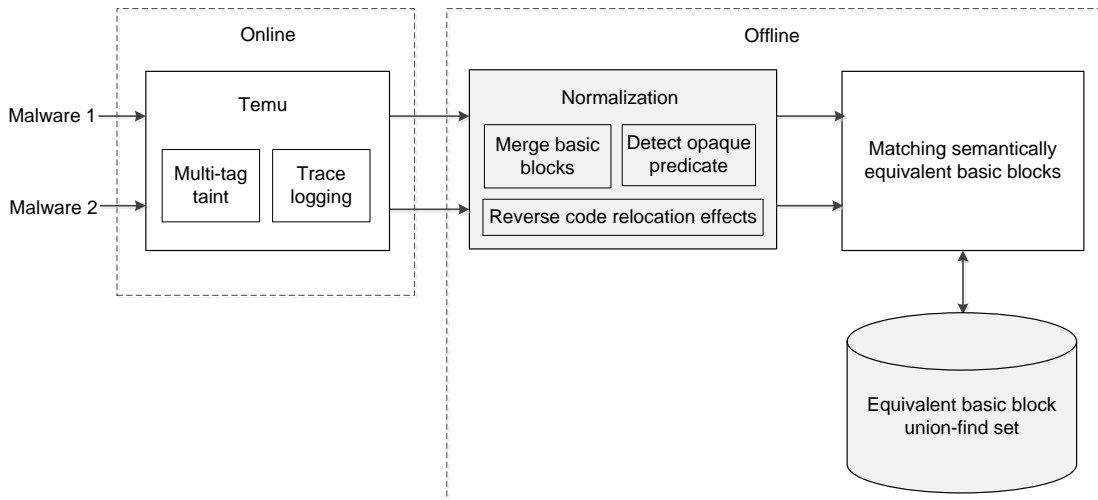 Online
Offline
Malware 1
Malware 2
Temu
Multi-tag
taint
Trace
logging
Normalization
Merge basic
blocks
Detect opaque
predicate
Reverse code relocation effects
Matching semantically
equivalent basic blocks
Equivalent basic block
union-find set